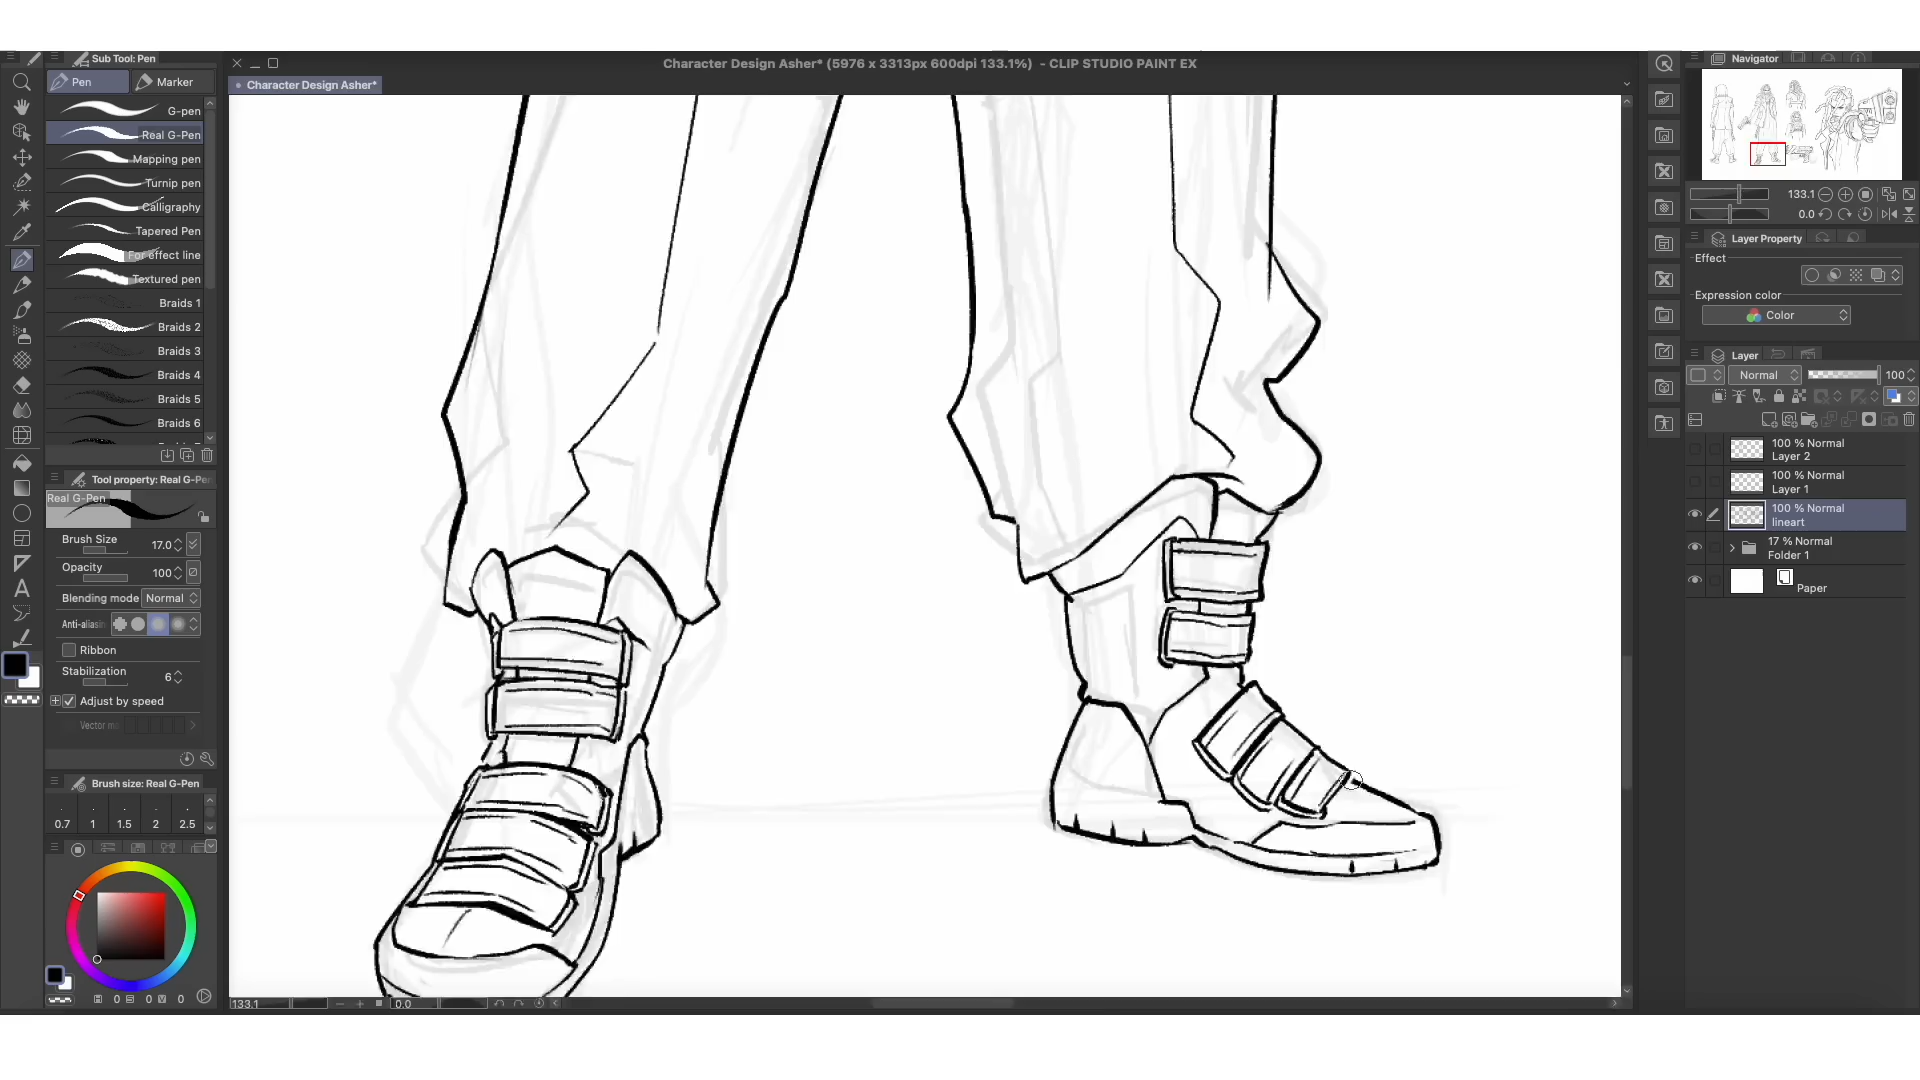 Sub Tool: Pen
Pen
Marker
G-pen
Real G-Pen
Mapping pen
Turnip pen
Calligraphy
Tapered Pen
For effect line
Textured pen
Braids 1
Braids 2
Braids 3
Braids 4
Braids 5
Braids 6
Tool property: Real G-Pe
Real G-Pen
Brush Size 17.0
Opacity 100
Blending mode Normal
Anti-aliasin
Ribbon
Stabilization 6
Adjust by speed
Vector ma
Brush size: Real G-Pen
0.7 1 1.5 2 2.5
H 0 S 0 V 0
Character Design Asher* (5976 x 3313px 600dpi 133.1%) - CLIP STUDIO PAINT EX
Character Design Asher*
133.1
0.0
Navigator
133.1
0.0
Layer Property
Effect
Expression color
Color
Layer
Normal 100
100 % Normal
Layer 2
100 % Normal
Layer 1
100 % Normal
lineart
17 % Normal
Folder 1
Paper